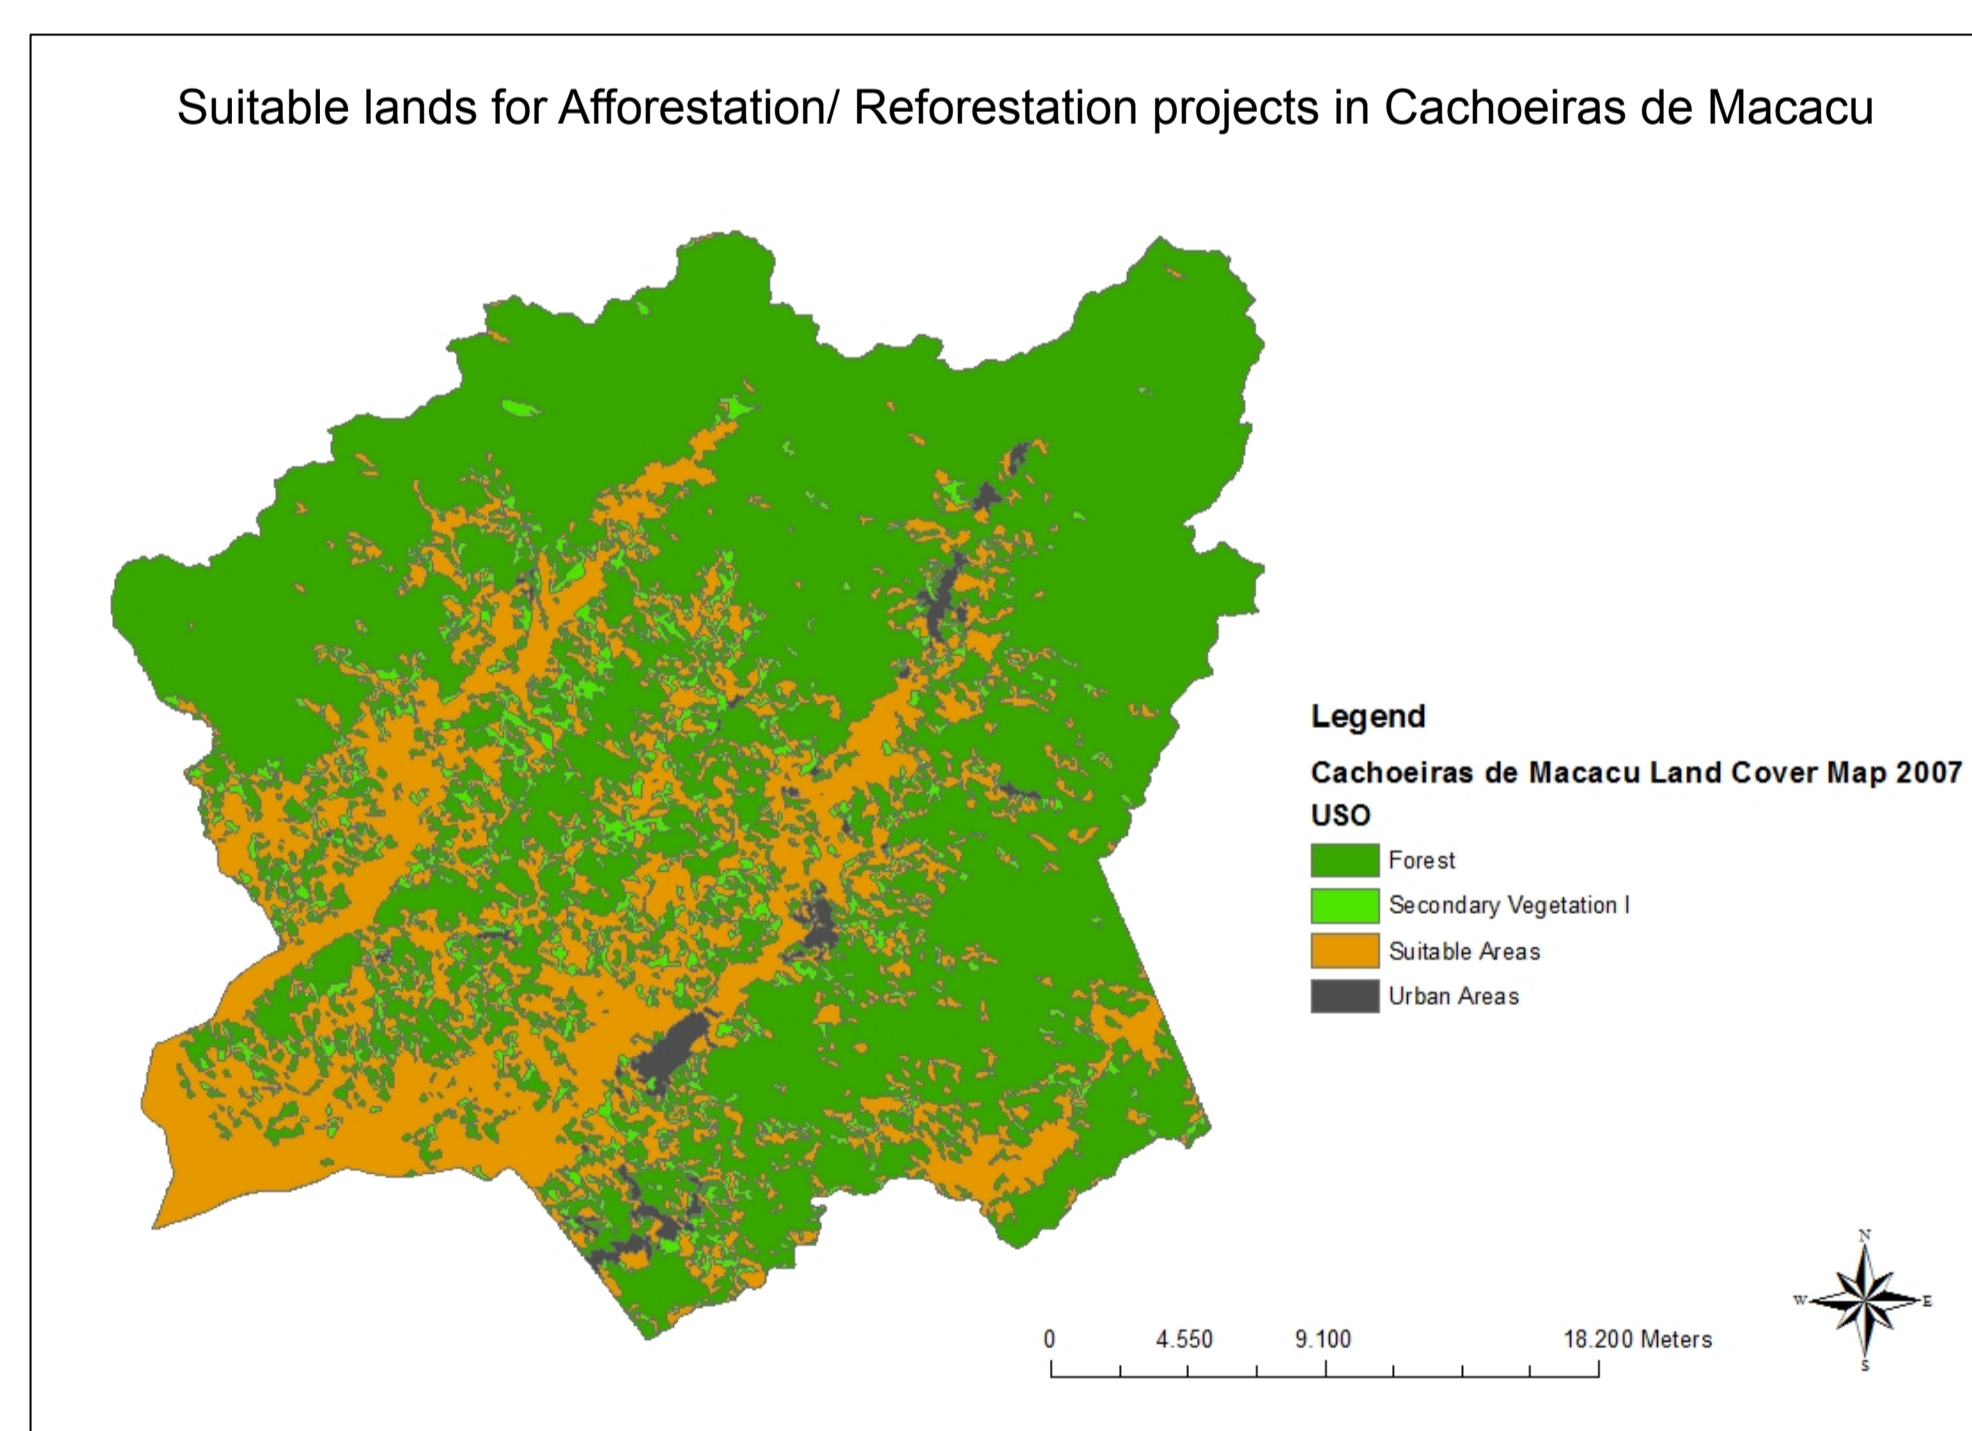 Suitable lands for Afforestation/ Reforestation projects in Cachoeiras de Macacu
Legend
Cachoeiras de Macacu Land Cover Map 2007
USO
Forest
Secondary Vegetation I
Suitable Areas
Urban Areas
N
W E
S
0 4.550 9.100 18.200 Meters